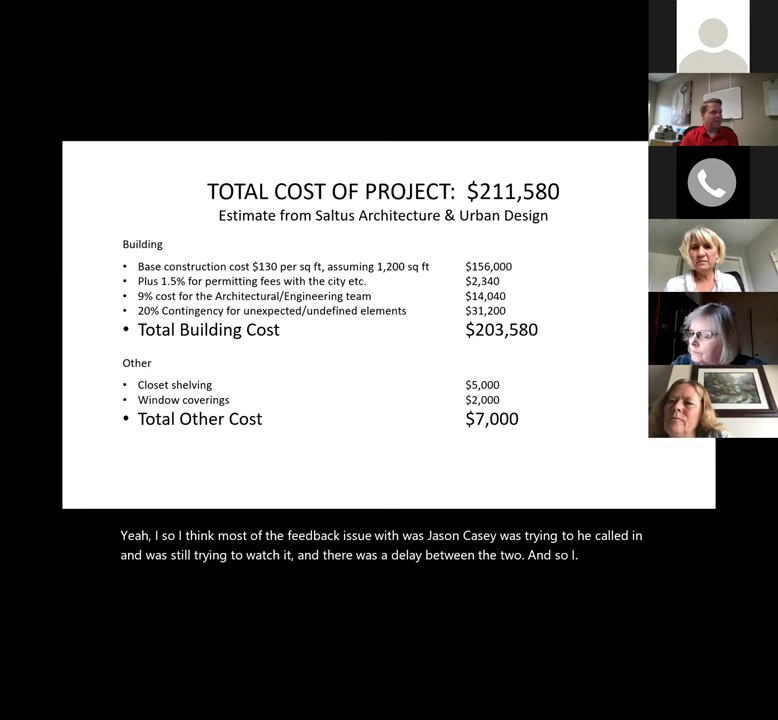 TOTAL COST OF PROJECT: $211,580
Estimate from Saltus Architecture & Urban Design
Building
• Base construction cost $130 per sq ft, assuming 1,200 sq ft $156,000
• Plus 1.5% for permitting fees with the city etc. $2,340
• 9% cost for the Architectural/Engineering team $14,040
• 20% Contingency for unexpected/undefined elements $31,200
• Total Building Cost $203,580
Other
• Closet shelving $5,000
• Window coverings $2,000
• Total Other Cost $7,000
Yeah, I so I think most of the feedback issue with was Jason Casey was trying to he called in
and was still trying to watch it, and there was a delay between the two. And so I.